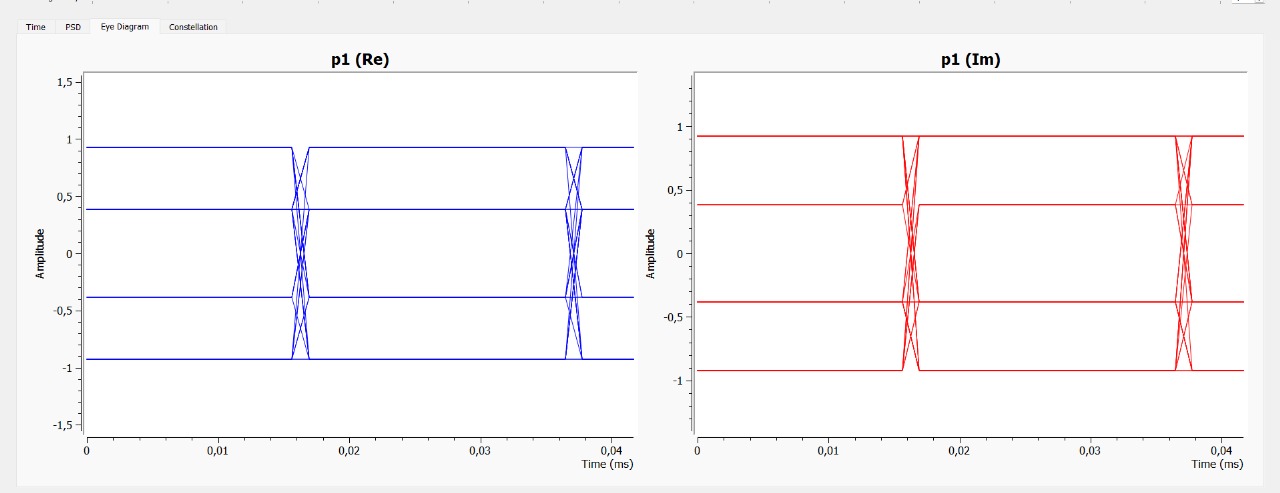 Time PSD Eye Diagram Constellation
p1 (Re)
1,5
1
0,5
0
-0,5
-1
-1,5
Amplitude
0 0,01 0,02 0,03 0,04
Time (ms)
p1 (Im)
1
0,5
0
-0,5
-1
Amplitude
0 0,01 0,02 0,03 0,04
Time (ms)